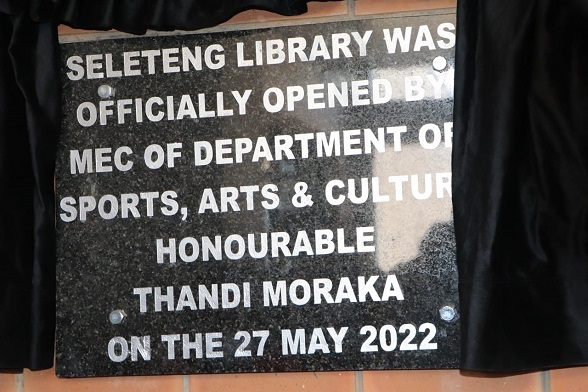 SELETENG LIBRARY WAS
OFFICIALLY OPENED BY
MEC OF DEPARTMENT OF
SPORTS, ARTS & CULTUR
HONOURABLE
THANDI MORAKA
ON THE 27 MAY 2022